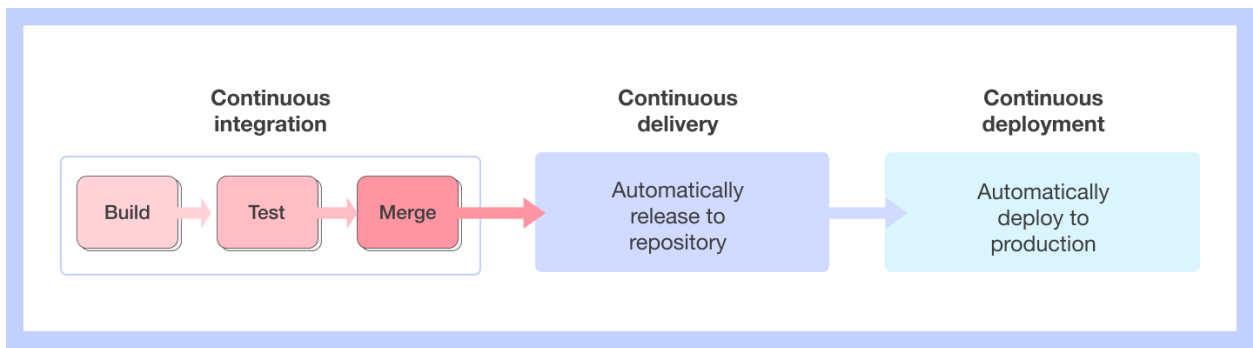 Continuous
integration
Build
Test
Merge
Continuous
delivery
Automatically
release to
repository
Continuous
deployment
Automatically
deploy to
production